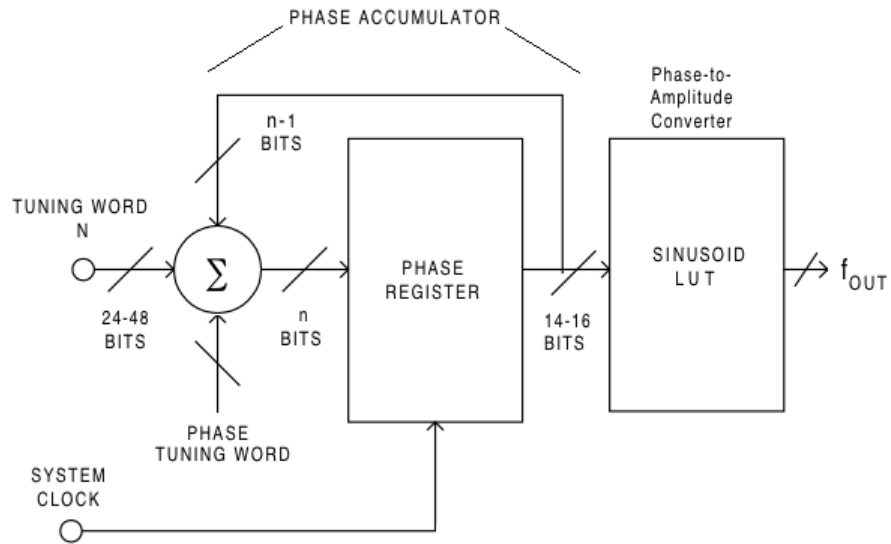 PHASE ACCUMULATOR
Phase-to-
Amplitude
Converter
n-1
BITS
TUNING WORD
N
Σ
PHASE
REGISTER
SINUSOID
LUT
fOUT
24-48
BITS
n
BITS
14-16
BITS
PHASE
TUNING WORD
SYSTEM
CLOCK